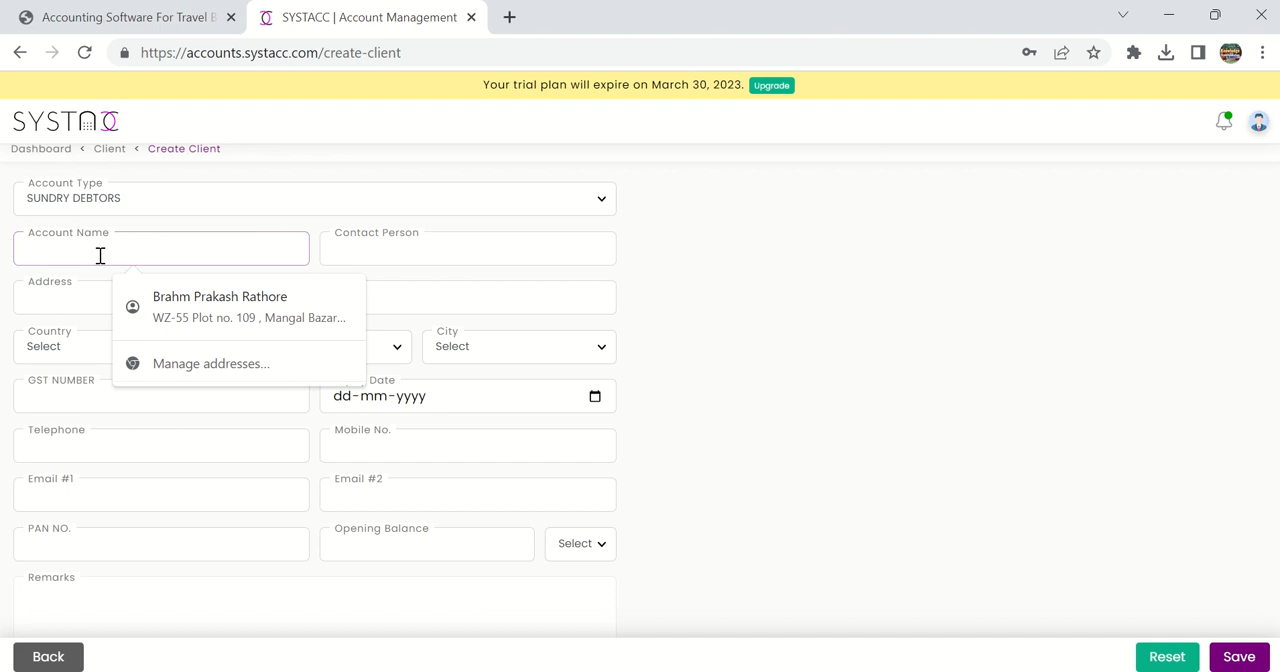 Accounting Software For Travel B
SYSTACC | Account Management
https://accounts.systacc.com/create-client
Your trial plan will expire on March 30, 2023. Upgrade
SYSTACC
Dashboard < Client < Create Client
Account Type
SUNDRY DEBTORS
Account Name
Contact Person
Address
Brahm Prakash Rathore
WZ-55 Plot no. 109 , Mangal Bazar...
Manage addresses...
Country
Select
City
Select
GST NUMBER
Date
dd-mm-yyyy
Telephone
Mobile No.
Email #1
Email #2
PAN NO.
Opening Balance
Select
Remarks
Back
Reset
Save